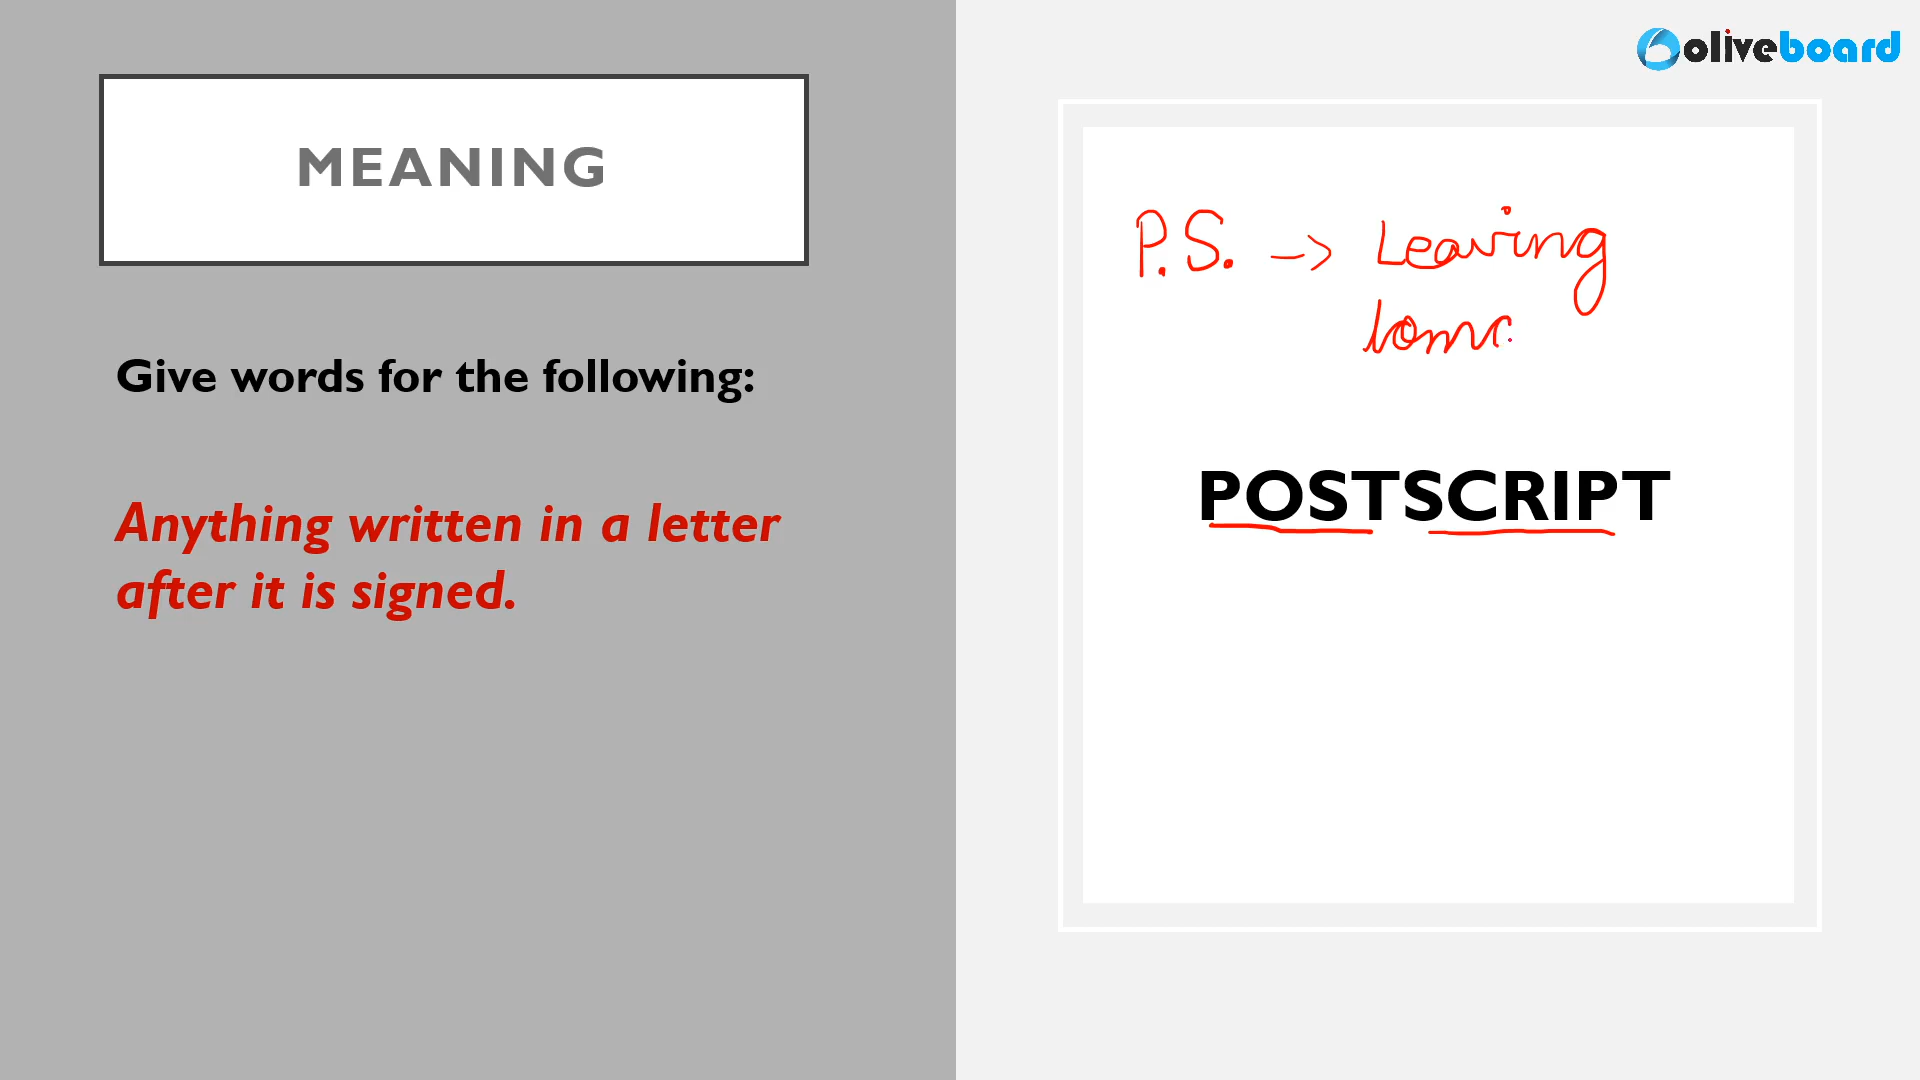 oliveboard
MEANING
Give words for the following:
Anything written in a letter
after it is signed.
P.S. -> Leaving
POSTSCRIPT